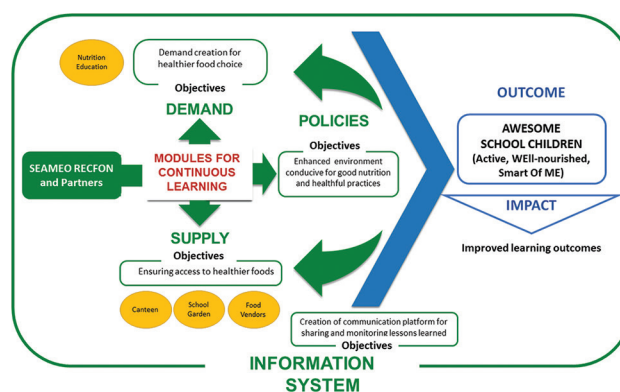 Nutrition
Education
Demand creation for
healthier food choice
Objectives
DEMAND
POLICIES
Objectives
Enhanced environment
conducive for good nutrition
and healthful practices
SEAMEO RECFON
and Partners
MODULES FOR
CONTINUOUS
LEARNING
SUPPLY
Objectives
Ensuring access to healthier foods
Canteen
School
Garden
Food
Vendors
Creation of communication platform for
sharing and monitoring lessons learned
Objectives
INFORMATION
SYSTEM
OUTCOME
AWESOME
SCHOOL CHILDREN
(Active, WEll-nourished,
Smart Of ME)
IMPACT
Improved learning outcomes